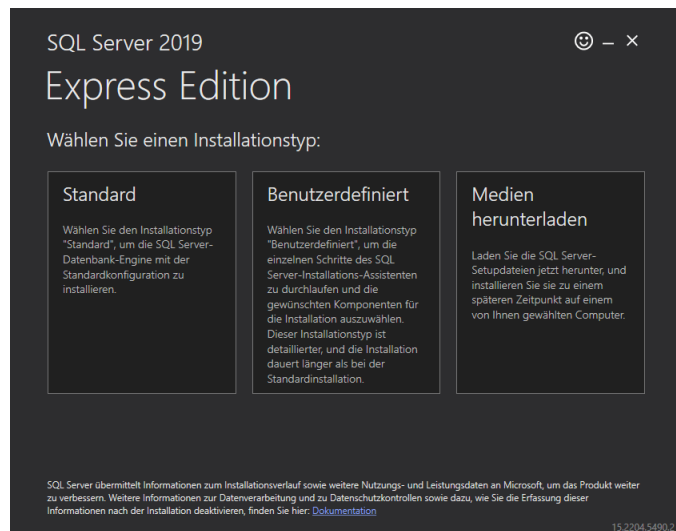 SQL Server 2019
Express Edition
Wählen Sie einen Installationstyp:
Standard
Wählen Sie den Installationstyp
"Standard", um die SQL Server-
Datenbank-Engine mit der
Standardkonfiguration zu
installieren.
Benutzerdefiniert
Wählen Sie den Installationstyp
"Benutzerdefiniert", um die
einzelnen Schritte des SQL
Server-Installations-Assistenten
zu durchlaufen und die
gewünschten Komponenten für
die Installation auszuwählen.
Dieser Installationstyp ist
detaillierter, und die Installation
dauert länger als bei der
Standardinstallation.
Medien
herunterladen
Laden Sie die SQL Server-
Setupdateien jetzt herunter, und
installieren Sie sie zu einem
späteren Zeitpunkt auf einem
von Ihnen gewählten Computer.
SQL Server übermittelt Informationen zum Installationsverlauf sowie weitere Nutzungs- und Leistungsdaten an Microsoft, um das Produkt weiter
zu verbessern. Weitere Informationen zur Datenverarbeitung und zu Datenschutzkontrollen sowie dazu, wie Sie die Erfassung dieser
Informationen nach der Installation deaktivieren, finden Sie hier: Dokumentation
15.2204.5490.2